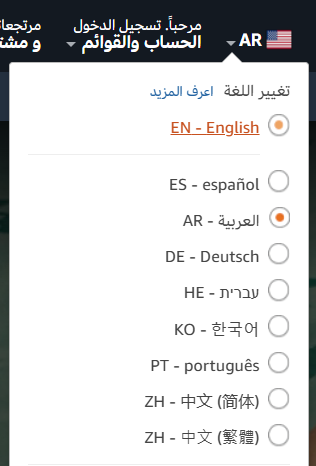 مرحباً. تسجيل الدخول
الحساب والقوائم
مرتجعا
و مشت
AR
تغيير اللغة اعرف المزيد
EN - English
ES - español
AR - العربية
DE - Deutsch
HE - עברית
KO - 한국어
PT - português
ZH - 中文 (简体)
ZH - 中文 (繁體)